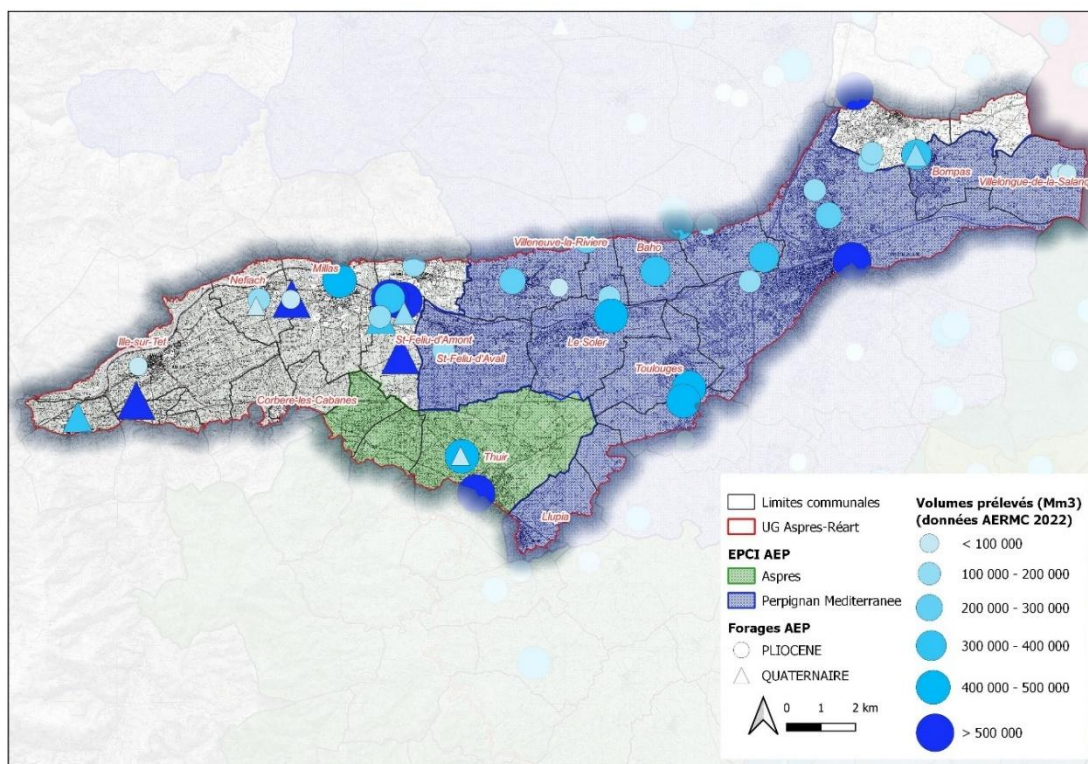 Bompas
Villelongue-de-la-Salanq
Villeneuve-la-Riviere
Baho
Millas
Nefiach
Ille-sur-Tet
St-Feliu-d'Amont
St-Feliu-d'Avall
Le-Soler
Toulouges
Corbere-les-Cabanes
Thuir
Llupia
Limites communales
UG Aspres-Réart
EPCI AEP
Aspres
Perpignan Mediterranee
Forages AEP
PLIOCENE
QUATERNAIRE
0 1 2 km
Volumes prélevés (Mm3)
(données AERMC 2022)
< 100 000
100 000 - 200 000
200 000 - 300 000
300 000 - 400 000
400 000 - 500 000
> 500 000